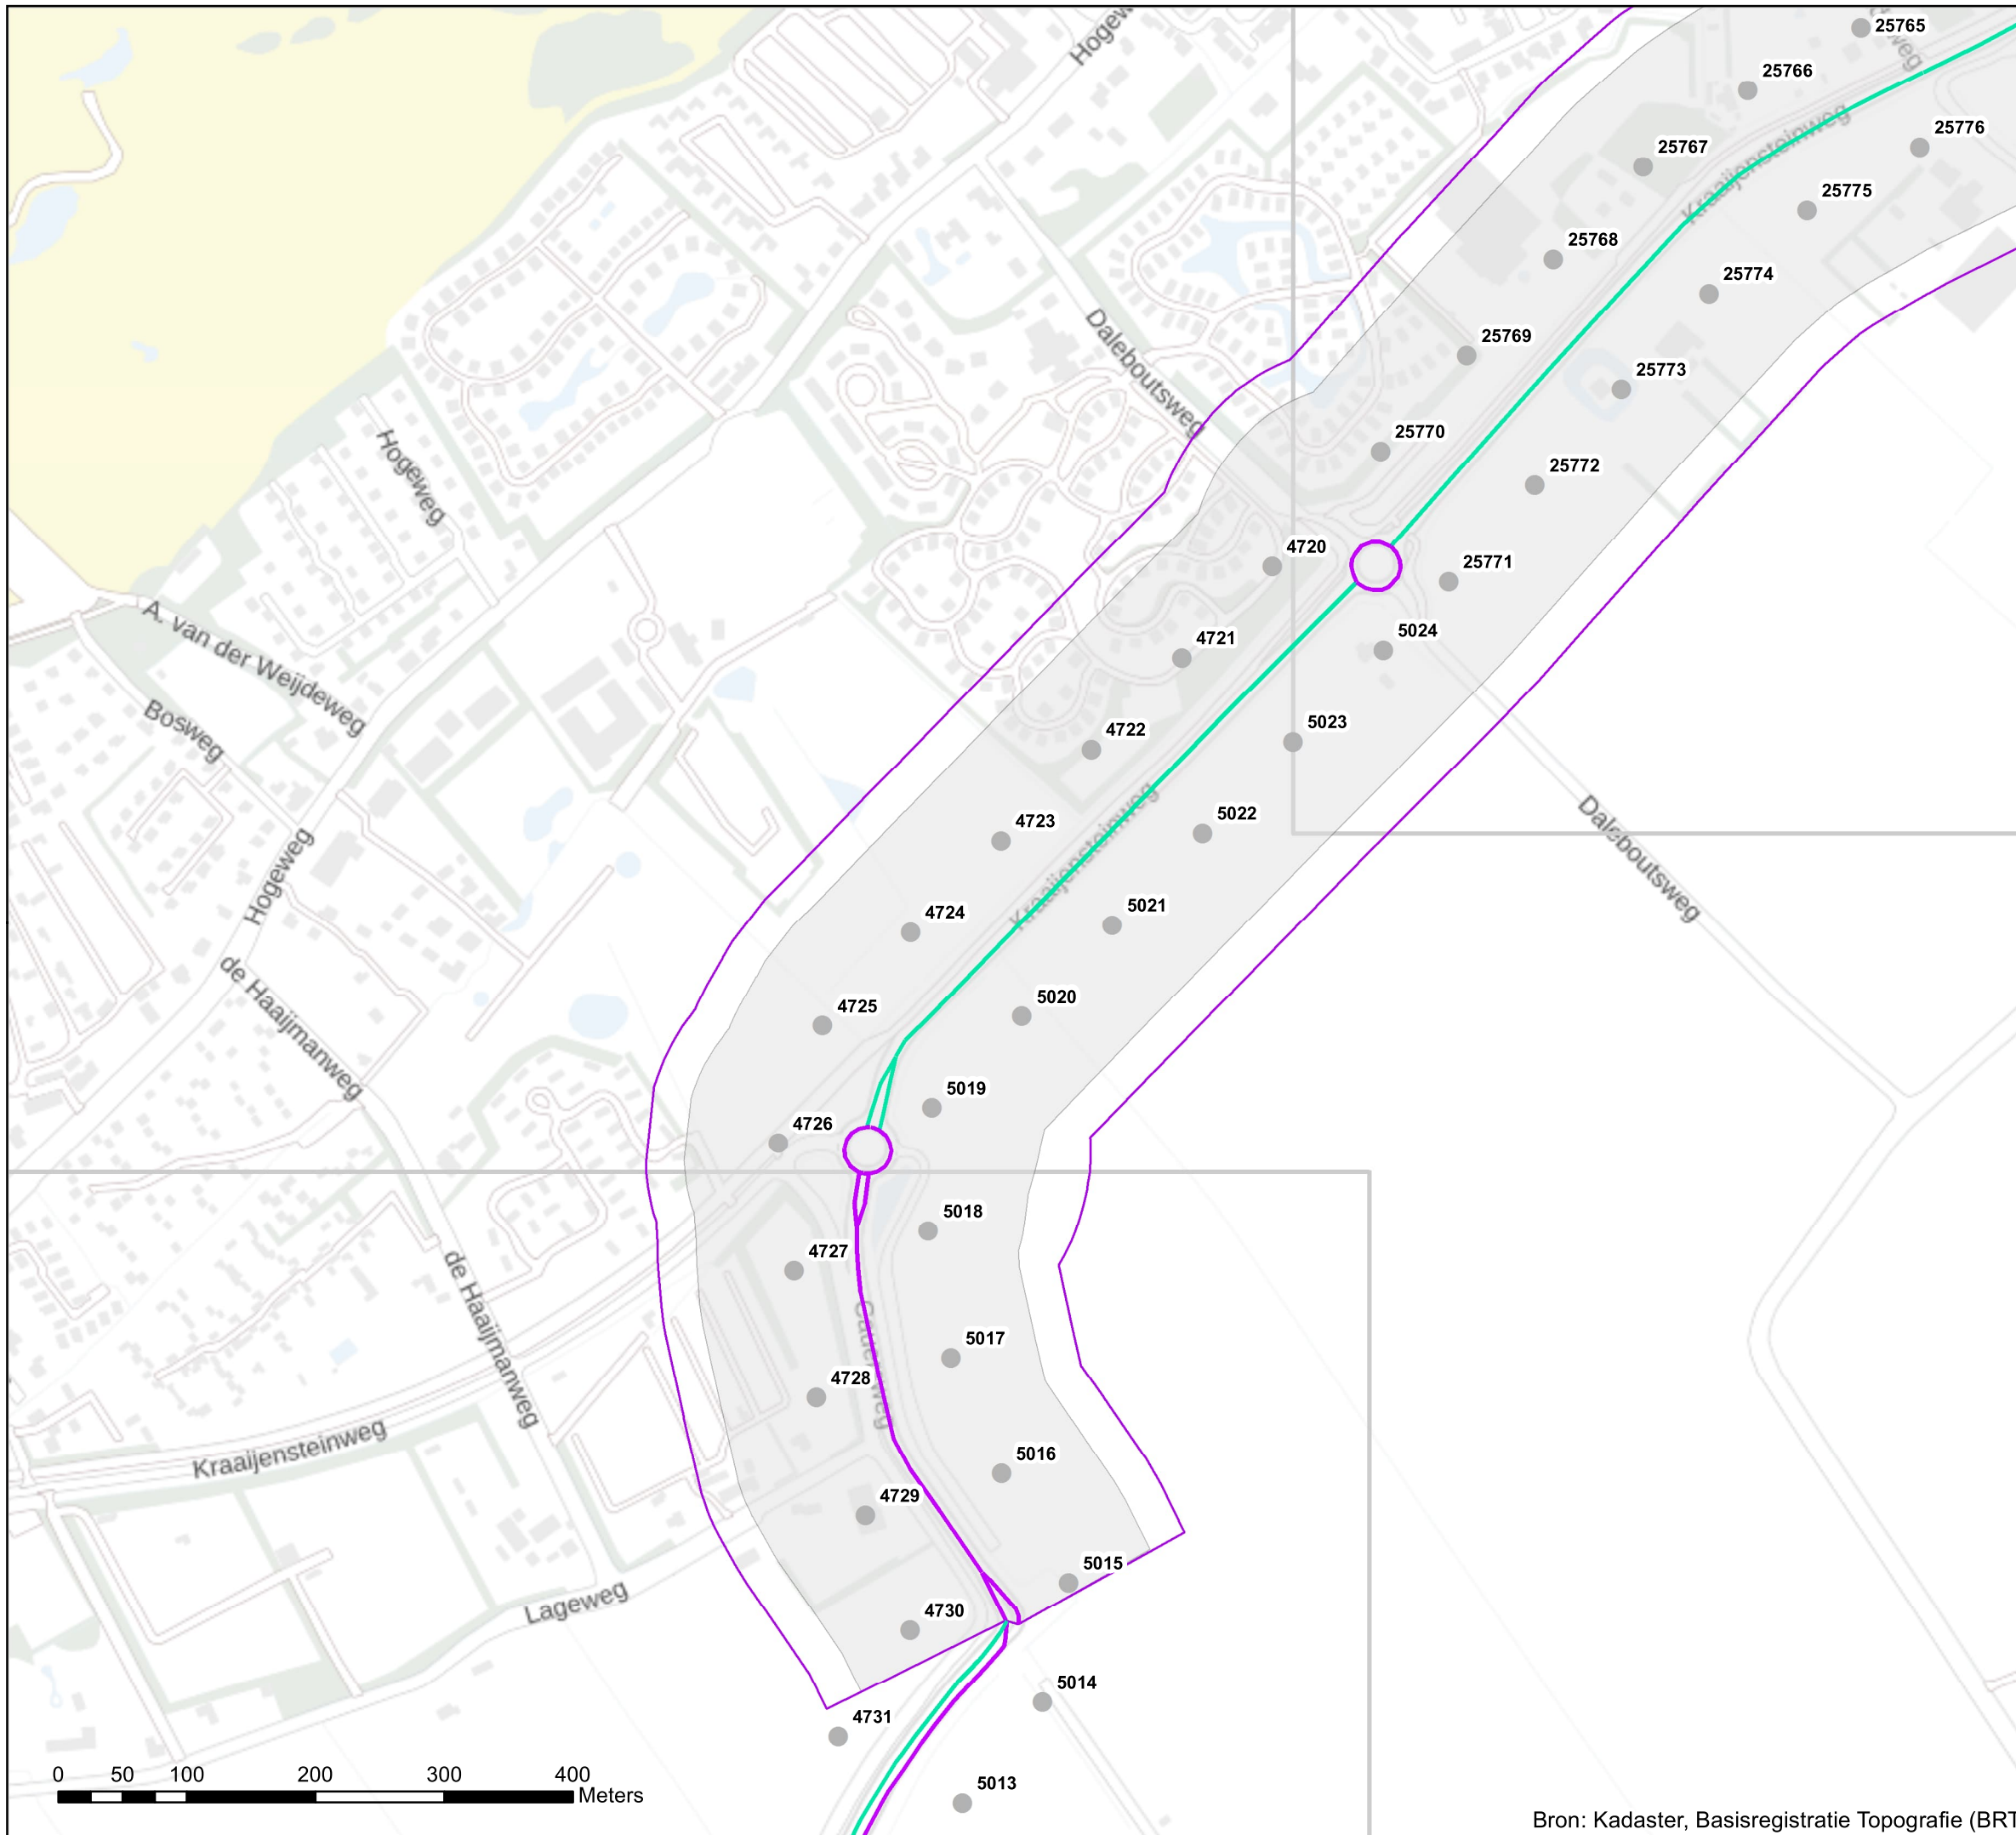 Hogew
25765
25766
25776
Kraaijensteinweg
25767
25775
25768
25774
Daleboutsweg
25769
25773
25770
Hogeweg
25772
4720
25771
A. van der Weijdeweg
4721
5024
Bosweg
4722
5023
Kraaijensteinweg
4723
5022
Daleboutsweg
Hogeweg
4724
5021
de Haaijmanweg
4725
5020
5019
4726
5018
4727
de Haaijmanweg
5017
4728
Kraaijensteinweg
5016
4729
5015
Lageweg
4730
5014
4731
0 50 100 200 300 400
Meters
5013
Bron: Kadaster, Basisregistratie Topografie (BRT